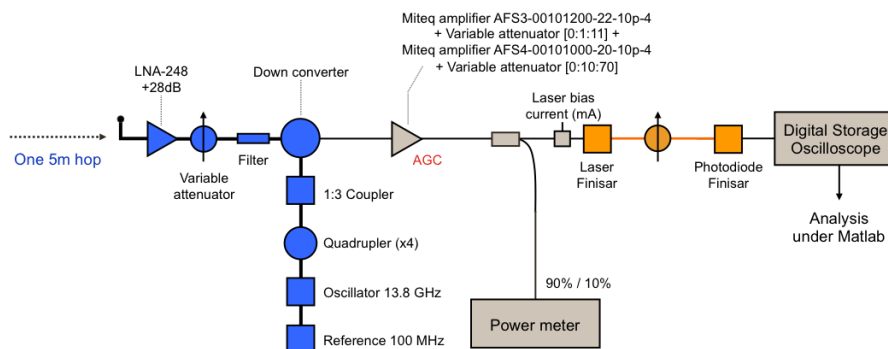 Miteq amplifier AFS3-00101200-22-10p-4
+ Variable attenuator [0:1:11] +
Miteq amplifier AFS4-00101000-20-10p-4
+ Variable attenuator [0:10:70]
LNA-248
+28dB
Down converter
Laser bias
current (mA)
One 5m hop
Variable
attenuator
Filter
AGC
Laser
Finisar
Photodiode
Finisar
Digital Storage
Oscilloscope
1:3 Coupler
Analysis
under Matlab
Quadrupler (x4)
Oscillator 13.8 GHz
90% / 10%
Power meter
Reference 100 MHz